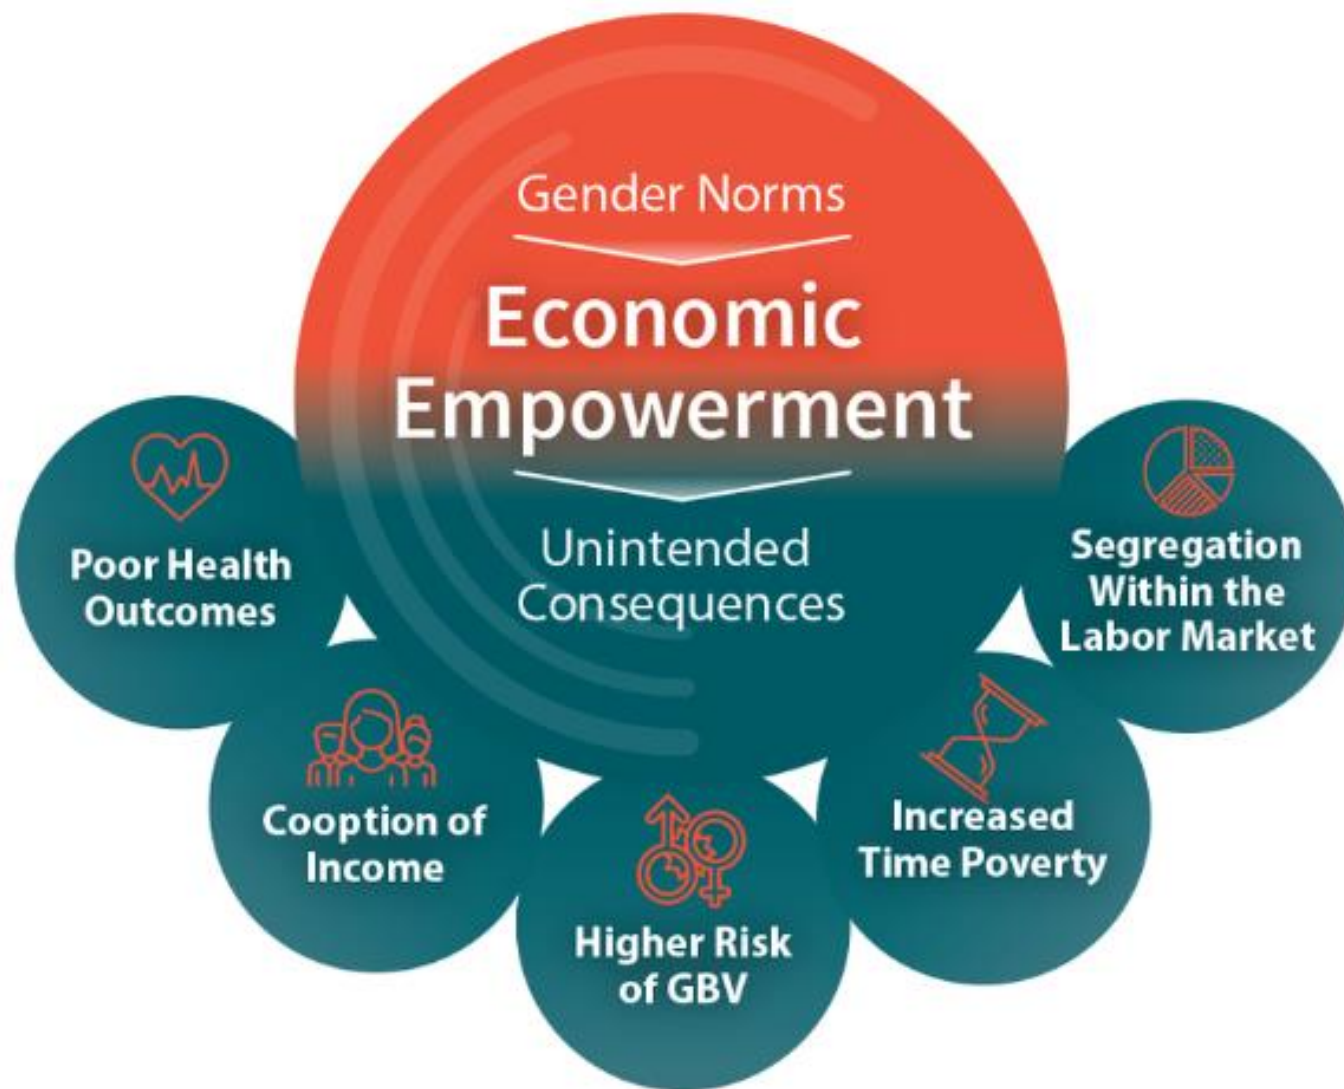 Gender Norms
Economic
Empowerment
Unintended
Consequences
Poor Health
Outcomes
Cooption of
Income
Higher Risk
of GBV
Increased
Time Poverty
Segregation
Within the
Labor Market